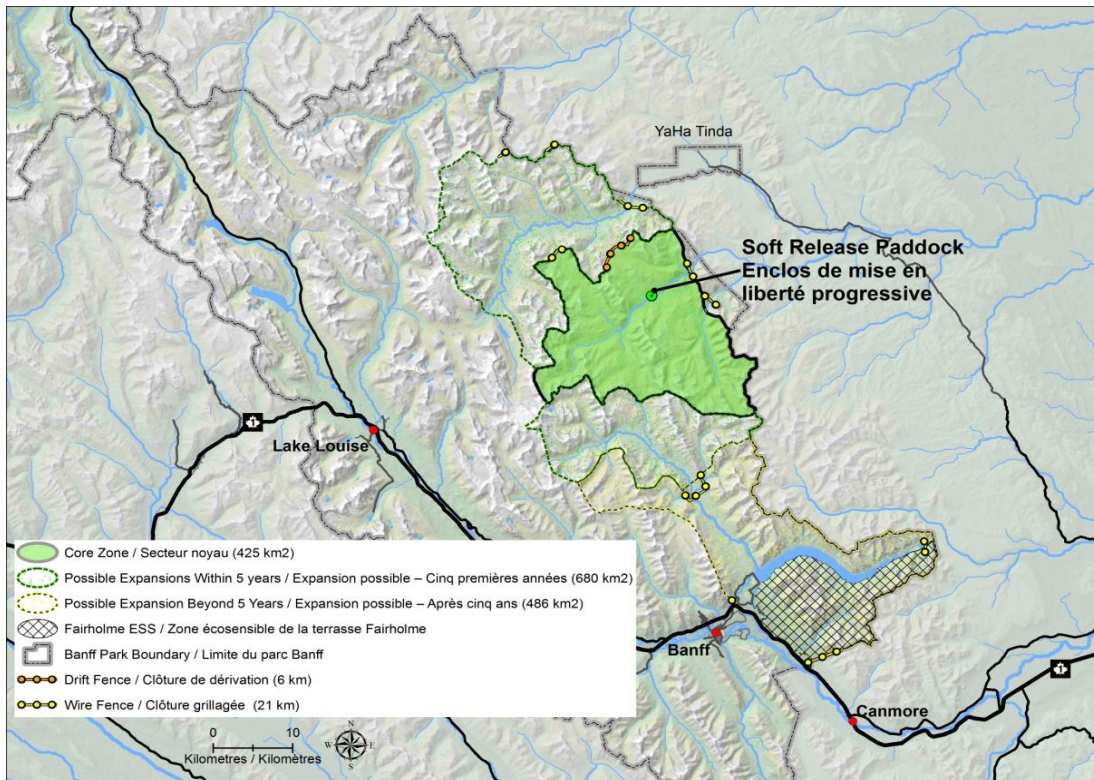 YaHa Tinda
Soft Release Paddock
Enclos de mise en
liberté progressive
1
Lake Louise
Core Zone / Secteur noyau (425 km2)
Possible Expansions Within 5 years / Expansion possible – Cinq premières années (680 km2)
Possible Expansion Beyond 5 Years / Expansion possible – Après cinq ans (486 km2)
Fairholme ESS / Zone écosensible de la terrasse Fairholme
Banff Park Boundary / Limite du parc Banff
Drift Fence / Clôture de dérivation (6 km)
Wire Fence / Clôture grillagée (21 km)
Banff
1
Canmore
0 10
Kilometres / Kilomètres
N
W E
S